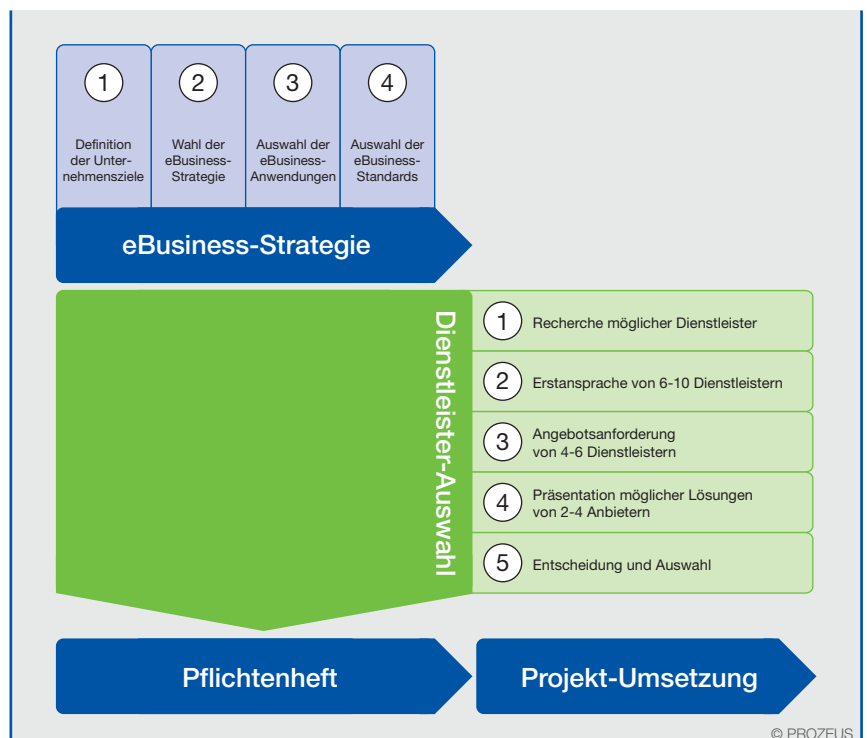 1
Definition
der Unter-
nehmensziele
2
Wahl der
eBusiness-
Strategie
3
Auswahl der
eBusiness-
Anwendungen
4
Auswahl der
eBusiness-
Standards
eBusiness-Strategie
Dienstleister-Auswahl
1 Recherche möglicher Dienstleister
2 Erstansprache von 6-10 Dienstleistern
3 Angebotsanforderung
von 4-6 Dienstleistern
4 Präsentation möglicher Lösungen
von 2-4 Anbietern
5 Entscheidung und Auswahl
Pflichtenheft
Projekt-Umsetzung
© PROZEUS